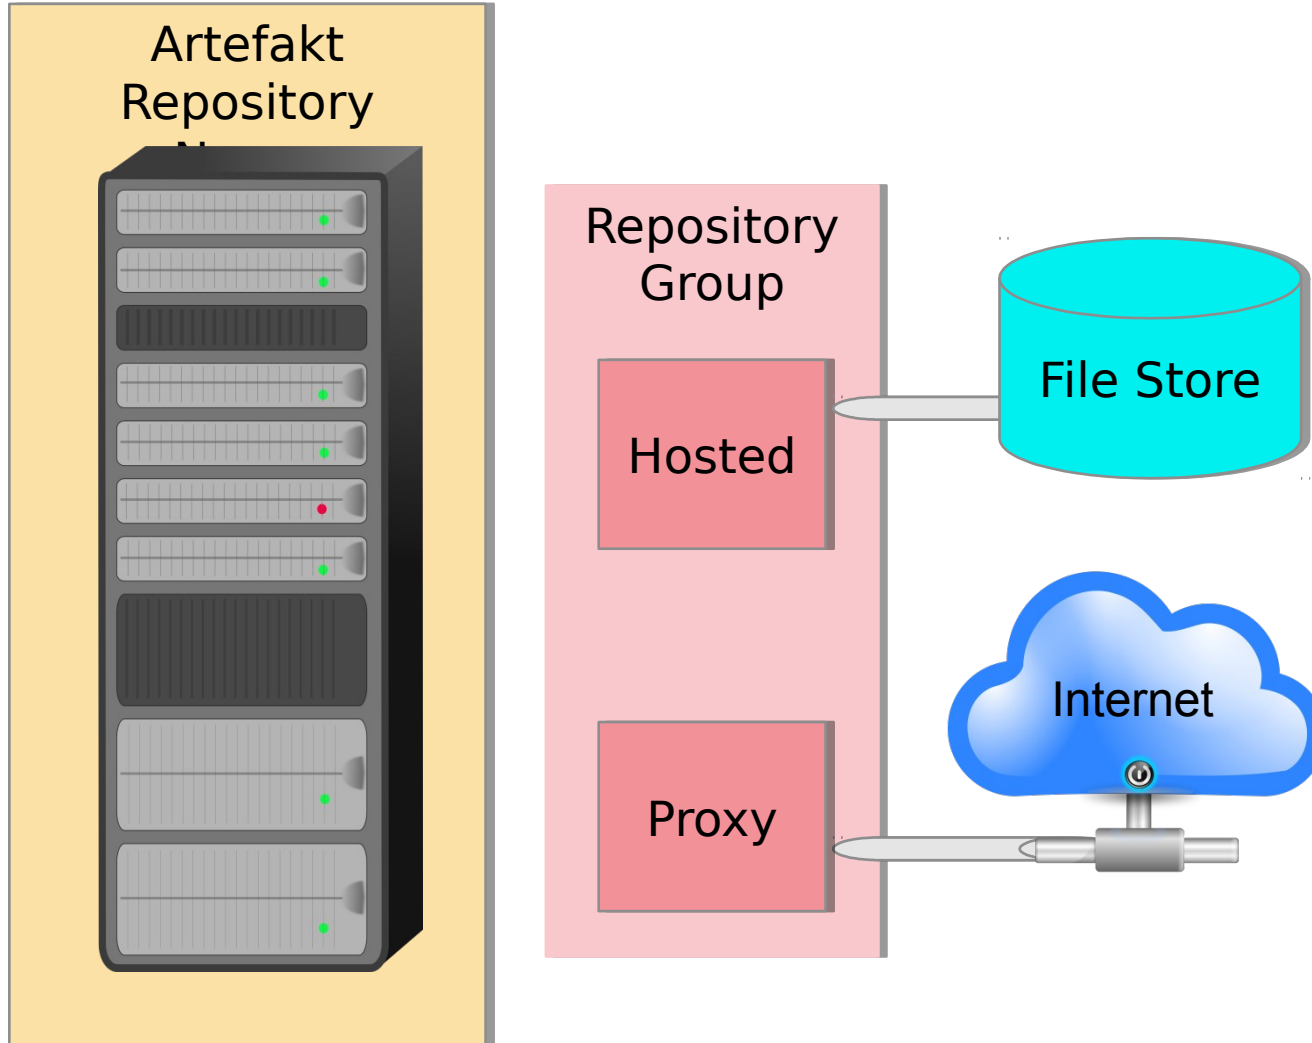 Artefakt
Repository
Repository
Group
Hosted
File Store
Internet
Proxy